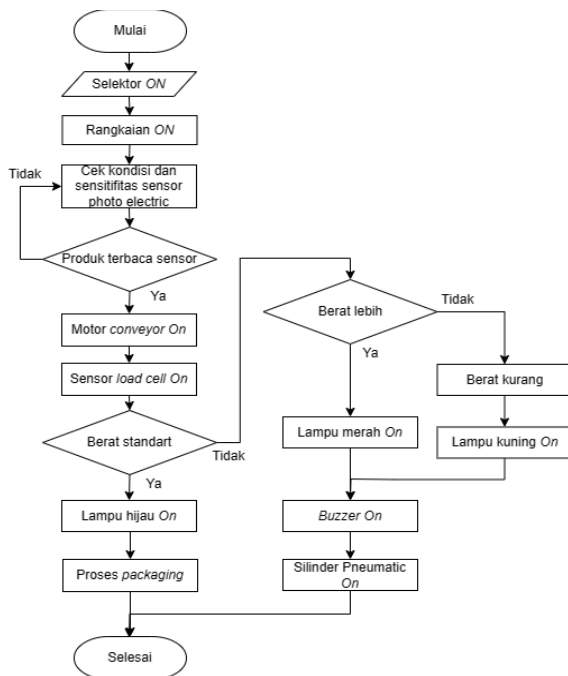 Mulai
Selektor ON
Rangkaian ON
Tidak
Cek kondisi dan
sensitifitas sensor
photo electric
Produk terbaca sensor
Ya
Motor conveyor On
Sensor load cell On
Berat standart
Tidak
Ya
Lampu hijau On
Proses packaging
Berat lebih
Tidak
Ya
Berat kurang
Lampu merah On
Lampu kuning On
Buzzer On
Silinder Pneumatic
On
Selesai